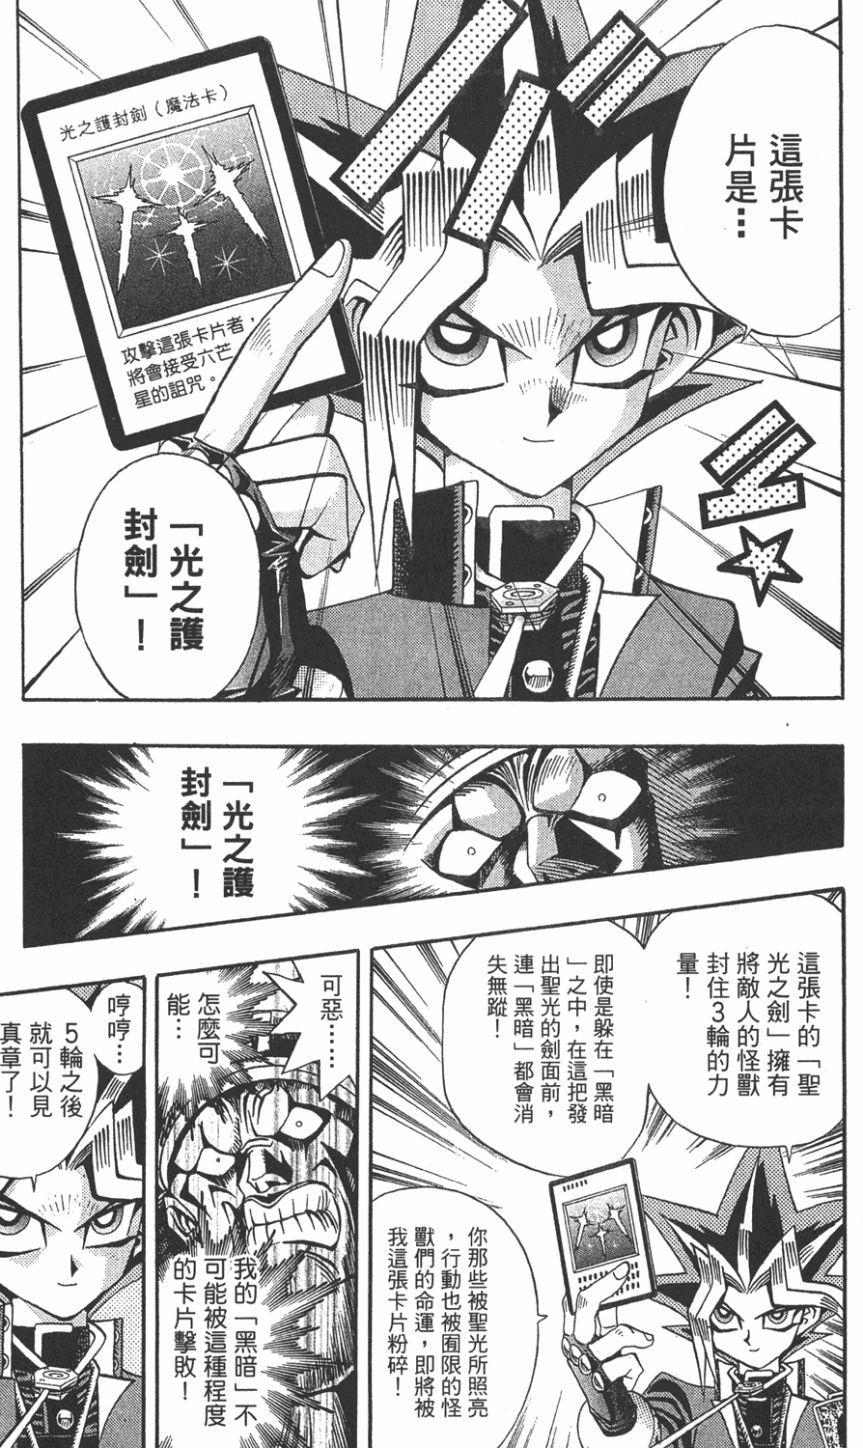 這張卡
片是…
光之護封劍（魔法卡）
攻擊這張卡片者，
將會接受六芒
星的詛咒。
「光之護
封劍」！
「光之護
封劍」！
這張卡的「聖
光之劍」擁有
將敵人的怪獸
封住3輪的力
量！
即使是躲在「黑暗
」之中，在這把發
出聖光的劍面前，
連「黑暗」都會消
失無蹤！
你那些被聖光所照亮
，行動也被囿限的怪
獸們的命運，即將被
我這張卡片粉碎！
可惡……
怎麼可
能…
我的「黑暗」不
可能被這種程度
的卡片擊敗！
哼哼…
5輪之後
就可以見
真章了！